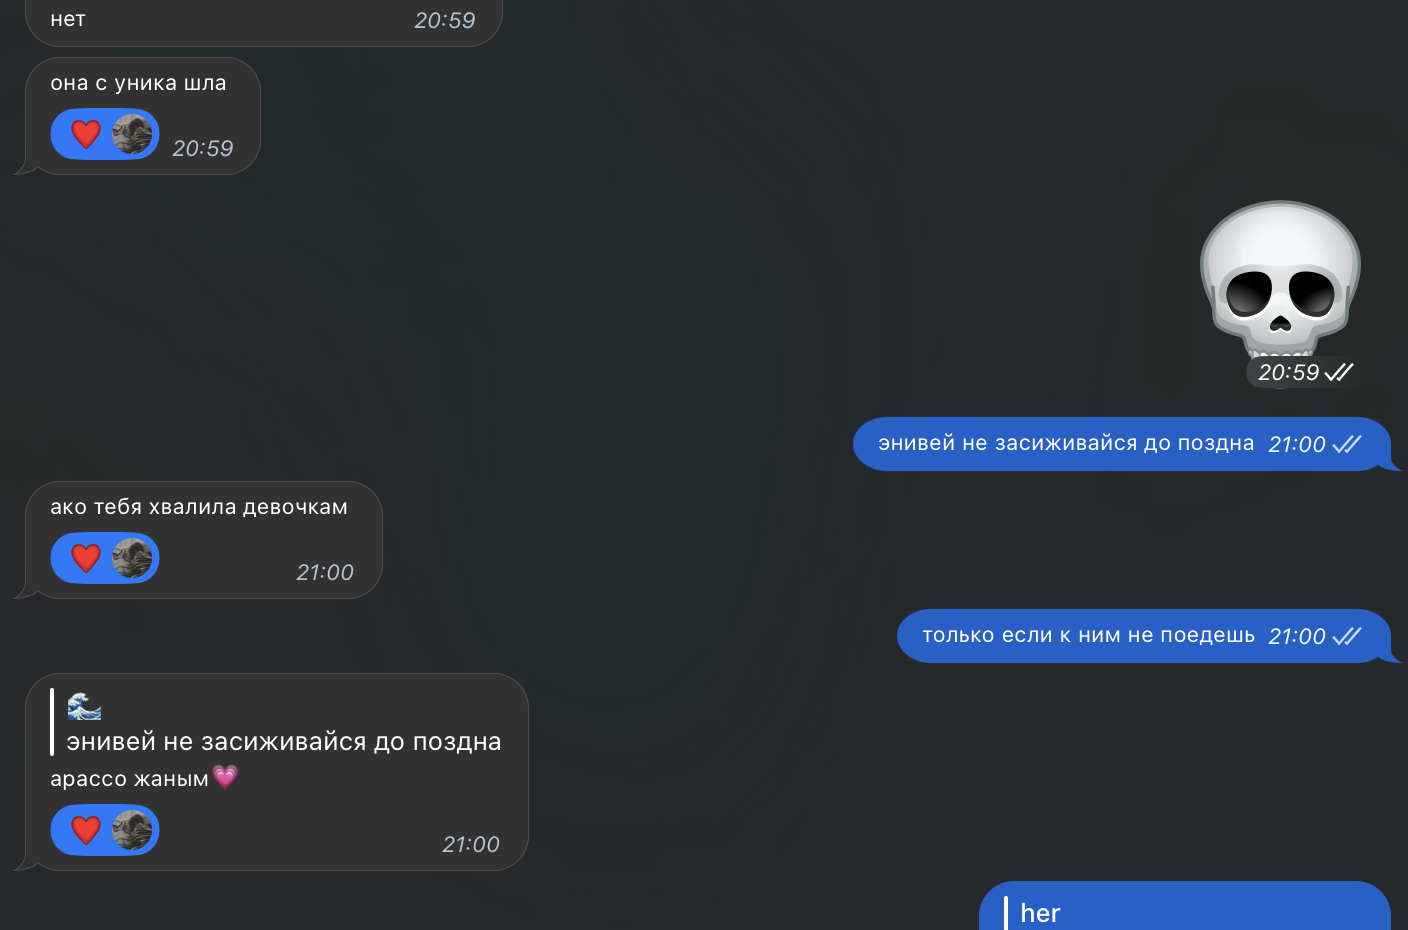 нет 20:59
она с уника шла
20:59
20:59
энивей не засиживайся до поздна 21:00
ако тебя хвалила девочкам
21:00
только если к ним не поедешь 21:00
энивей не засиживайся до поздна
арассо жаным
21:00
her